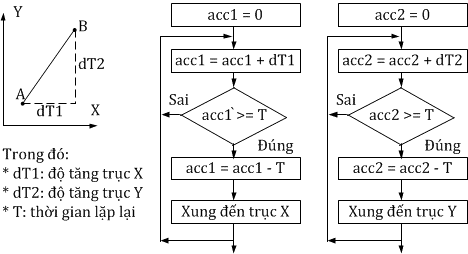 Y
B
dT2
A
dT1
X
Trong đó:
* dT1: độ tăng trục X
* dT2: độ tăng trục Y
* T: thời gian lặp lại
acc1 = 0
acc1 = acc1 + dT1
Sai
acc1 >= T
Đúng
acc1 = acc1 - T
Xung đến trục X
acc2 = 0
acc2 = acc2 + dT2
Sai
acc2 >= T
Đúng
acc2 = acc2 - T
Xung đến trục Y